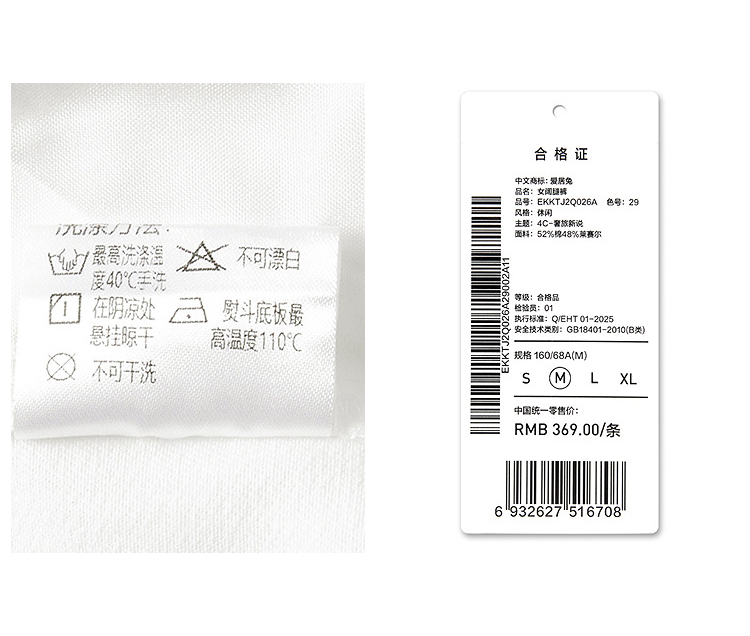 洗涤方法:
最高洗涤温
度40℃手洗
不可漂白
在阴凉处
悬挂晾干
熨斗底板最
高温度110℃
不可干洗
合格证
中文商标: 爱居兔
品名: 女阔腿裤
品号: EKKTJ2Q026A 色号: 29
风格: 休闲
主题: 4C-奢旅新说
面料: 52%棉48%莱赛尔
EKKTJ2Q026A29002A11
等级: 合格品
检验员: 01
执行标准: Q/EHT 01-2025
安全技术类别: GB18401-2010(B类)
规格 160/68A(M)
S M L XL
中国统一零售价:
RMB 369.00/条
6 932627 516708